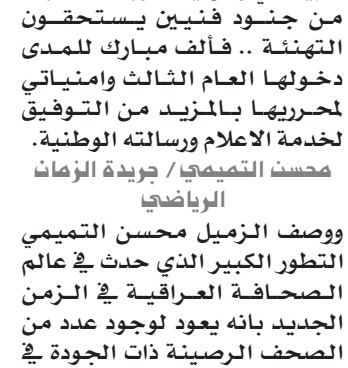 من جنود فنيين يستحقون
التهنئة .. فألف مبارك للمدى
دخولها العام الثالث وامنياتي
لمحرريها بالمزيد من التوفيق
لخدمة الاعلام ورسالته الوطنية.
محسن التميمي/ جريدة الزمان
الرياضي
ووصف الزميل محسن التميمي
التطور الكبير الذي حدث في عالم
الصحافة العراقية في الزمن
الجديد بانه يعود لوجود عدد من
الصحف الرصينة ذات الجودة في